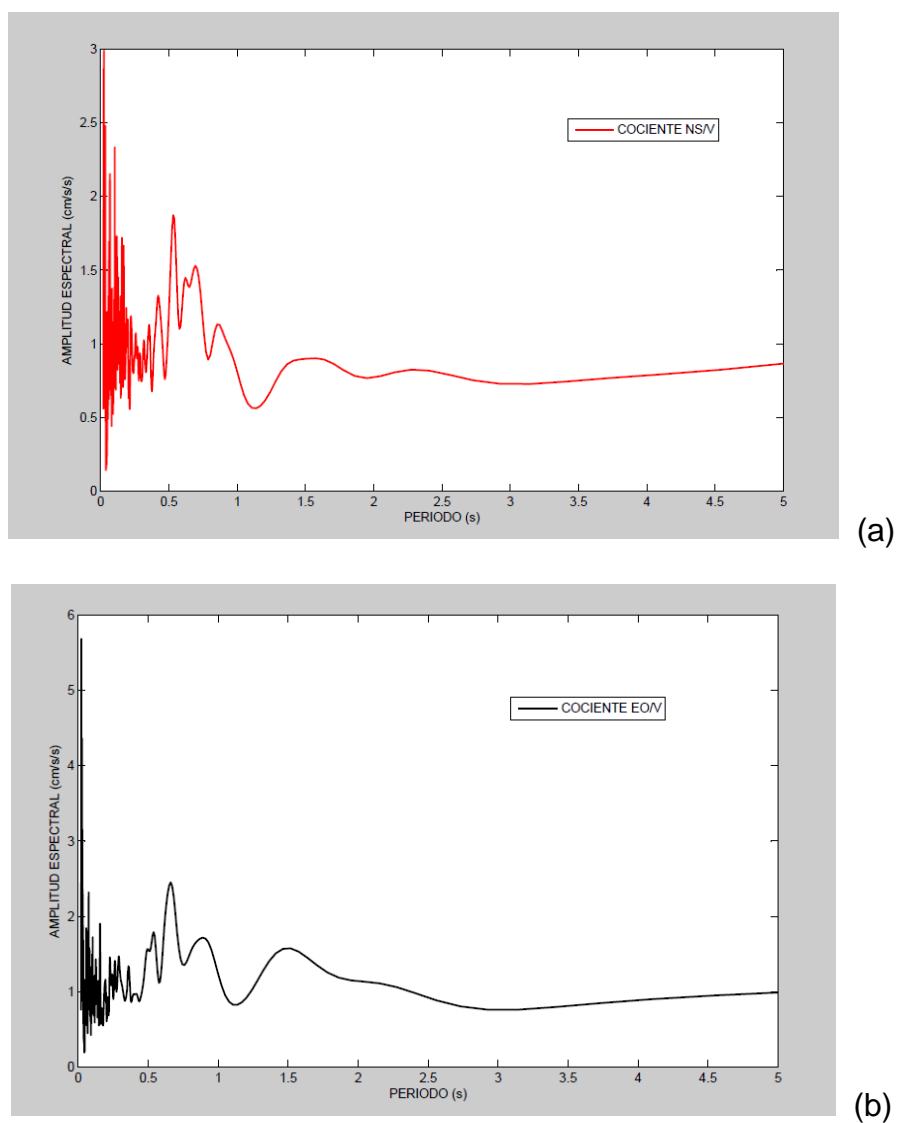 3
2.5
2
1.5
1
0.5
0
AMPLITUD ESPECTRAL (cm/s/s)
COCIENTE NS/V
0 0.5 1 1.5 2 2.5 3 3.5 4 4.5 5
PERIODO (s)
(a)
6
5
4
3
2
1
0
AMPLITUD ESPECTRAL (cm/s/s)
COCIENTE EO/V
0 0.5 1 1.5 2 2.5 3 3.5 4 4.5 5
PERIODO (s)
(b)